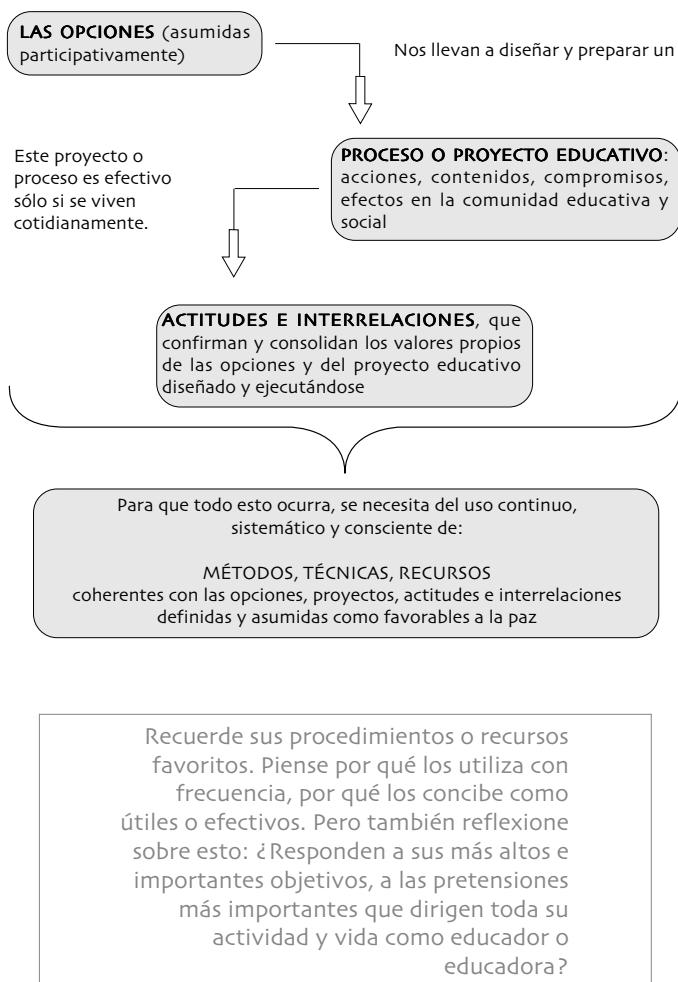 LAS OPCIONES (asumidas
participativamente)
Nos llevan a diseñar y preparar un
Este proyecto o
proceso es efectivo
sólo si se viven
cotidianamente.
PROCESO O PROYECTO EDUCATIVO:
acciones, contenidos, compromisos,
efectos en la comunidad educativa y
social
ACTITUDES E INTERRELACIONES, que
confirman y consolidan los valores propios
de las opciones y del proyecto educativo
diseñado y ejecutándose
Para que todo esto ocurra, se necesita del uso continuo,
sistemático y consciente de:
MÉTODOS, TÉCNICAS, RECURSOS
coherentes con las opciones, proyectos, actitudes e interrelaciones
definidas y asumidas como favorables a la paz
Recuerde sus procedimientos o recursos
favoritos. Piense por qué los utiliza con
frecuencia, por qué los concibe como
útiles o efectivos. Pero también reflexione
sobre esto: ¿Responden a sus más altos e
importantes objetivos, a las pretensiones
más importantes que dirigen toda su
actividad y vida como educador o
educadora?